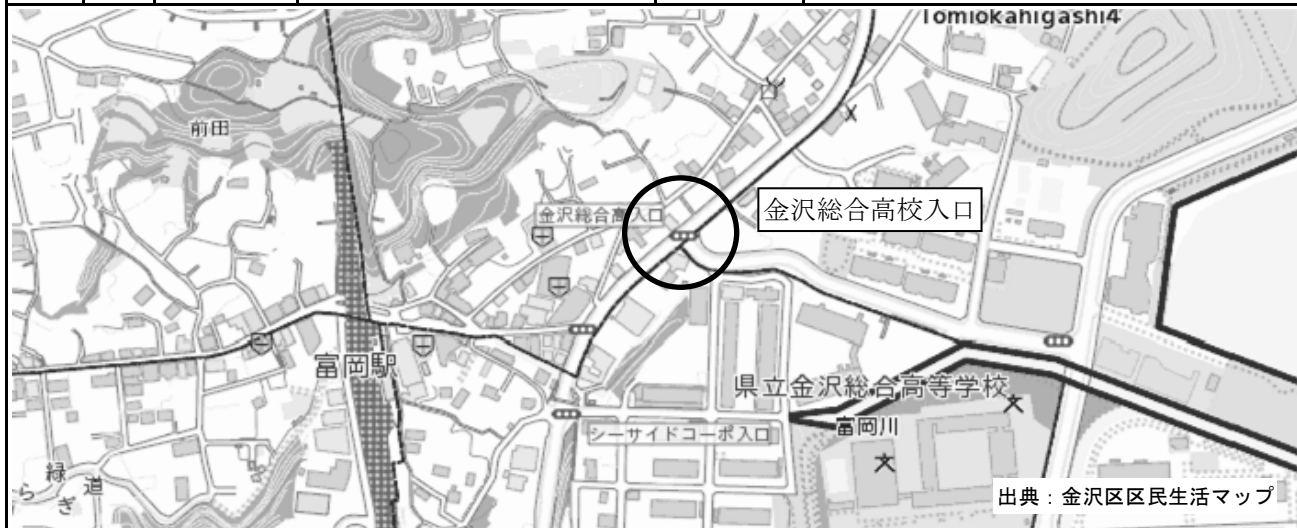 Tomiokahigashi4
前田
金沢総合高入口
金沢総合高校入口
富岡駅
県立金沢総合高等学校
富岡川
シーサイドコーポ入口
緑
道
らぎ
出典：金沢区区民生活マップ